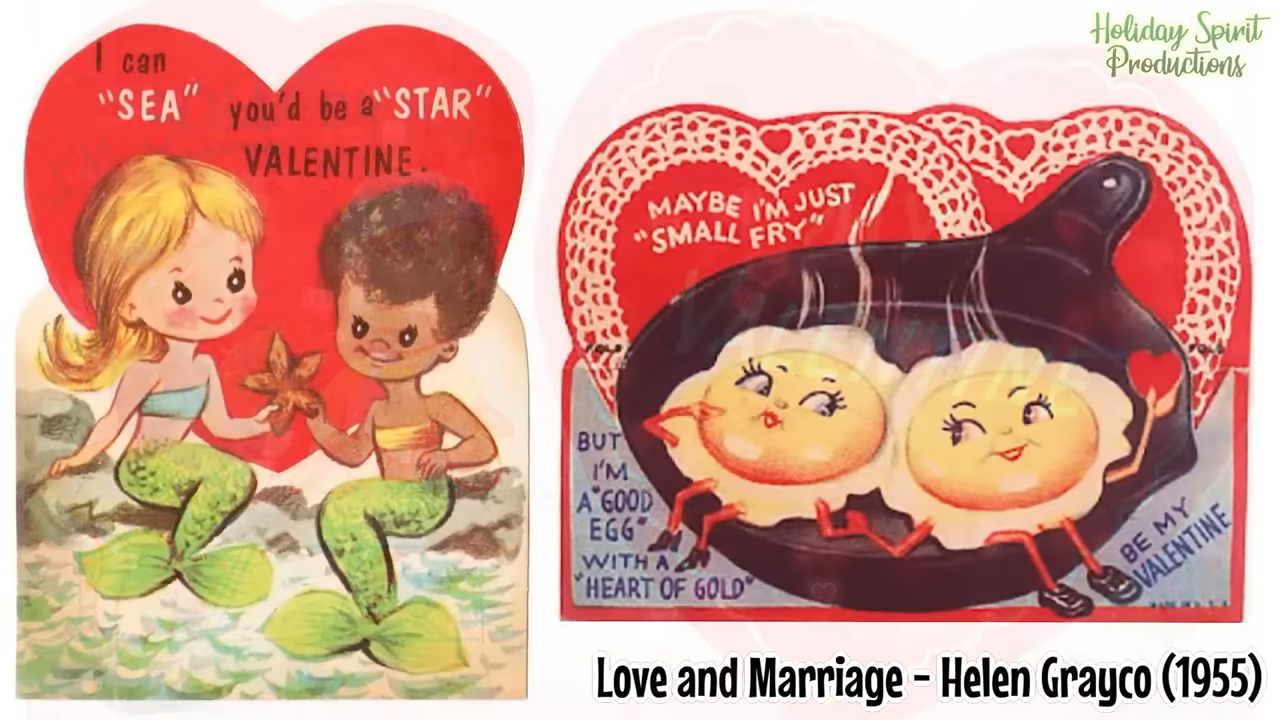 I can
"SEA" you'd be a "STAR"
VALENTINE.
Holiday Spirit
Productions
MAYBE I'M JUST
"SMALL FRY"
BUT
I'M
A "GOOD
EGG"
WITH A
"HEART OF GOLD"
BE MY
VALENTINE
Love and Marriage - Helen Grayco (1955)